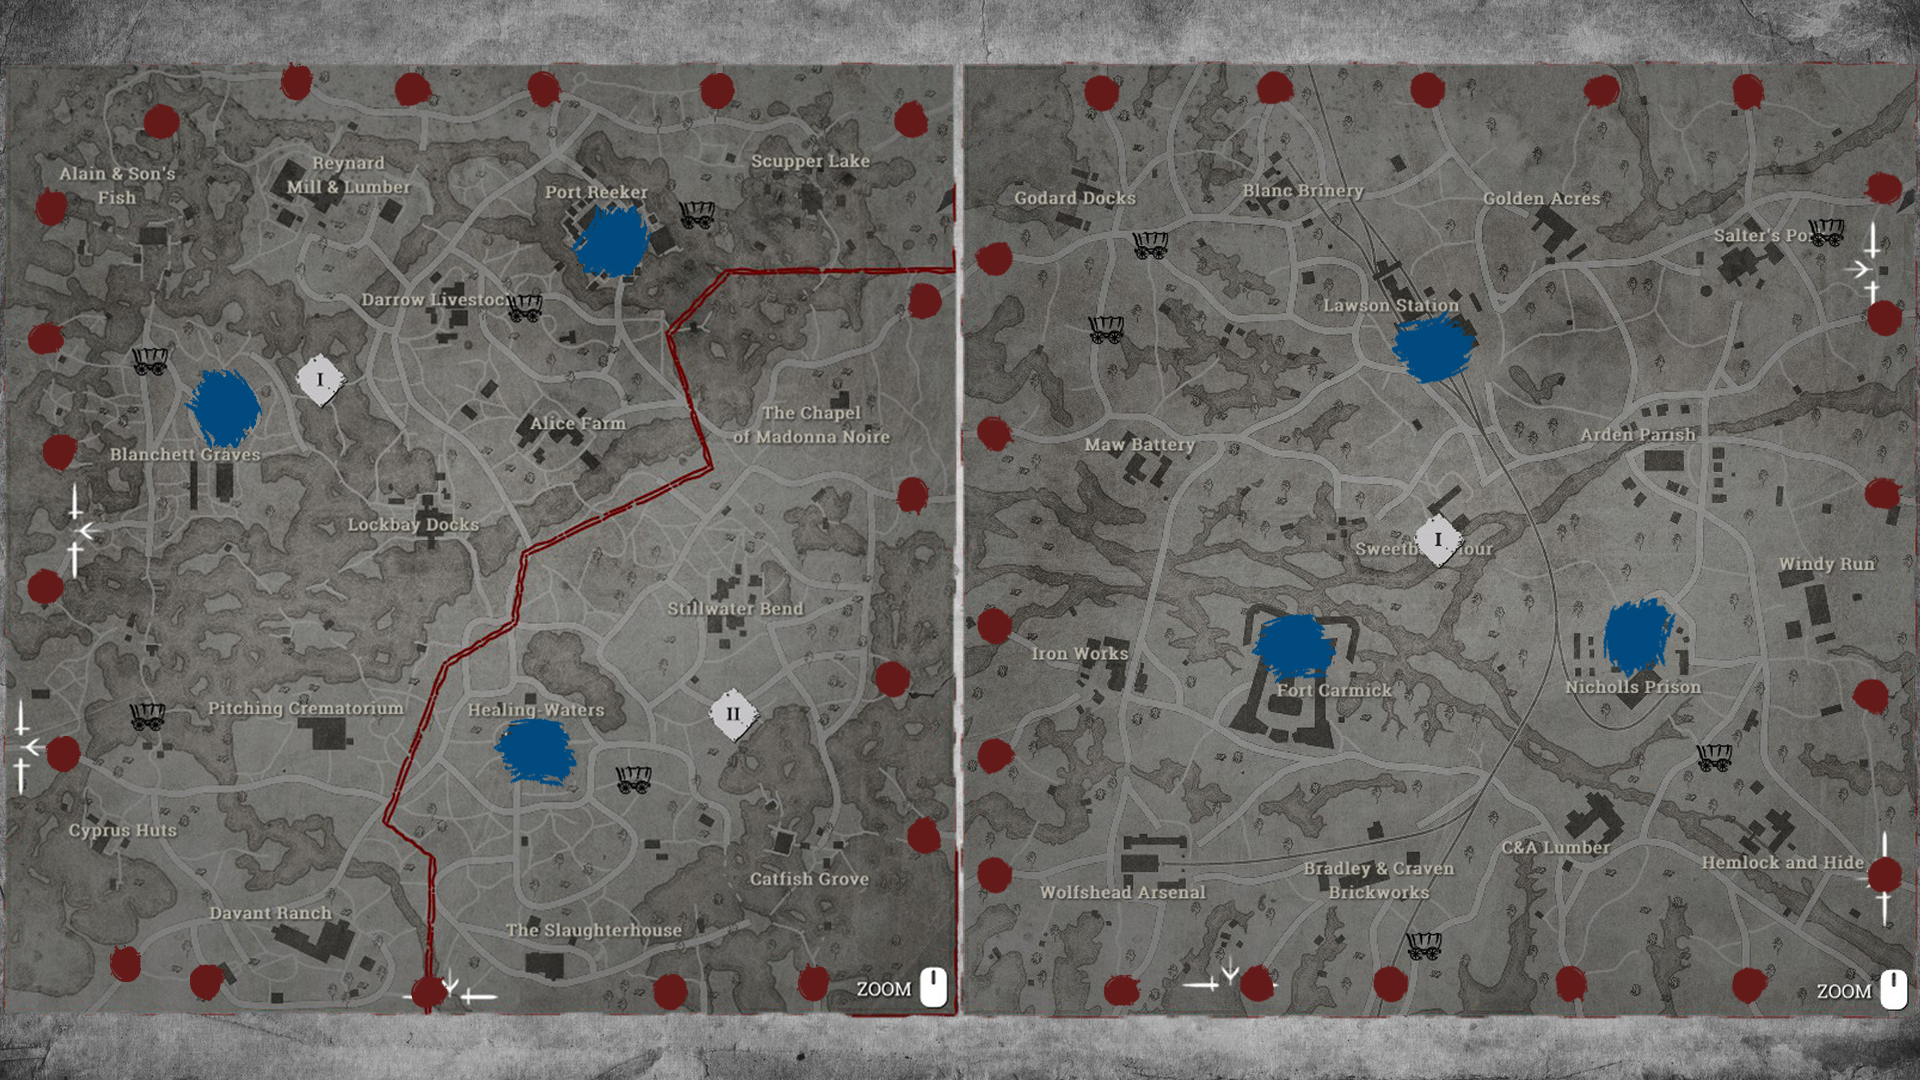 Alain & Son's
Fish
Reynard
Mill & Lumber
Port Reeker
Scupper Lake
Darrow
I
Alice Farm
The Chapel
of Madonna Noire
Blanchett Graves
Lockbay Docks
Stillwater Bend
Pitching Crematorium
Healing-Waters
II
Cyprus Huts
Catfish Grove
Davant Ranch
The Slaughterhouse
ZOOM
Godard Docks
Blanc Brinery
Golden Acres
Salter's
Lawson Station
Maw Battery
Arden Parish
I
Windy Run
Iron Works
Fort Carmick
Nicholls Prison
C&A Lumber
Hemlock and Hide
Wolfshead Arsenal
Bradley & Craven
Brickworks
ZOOM